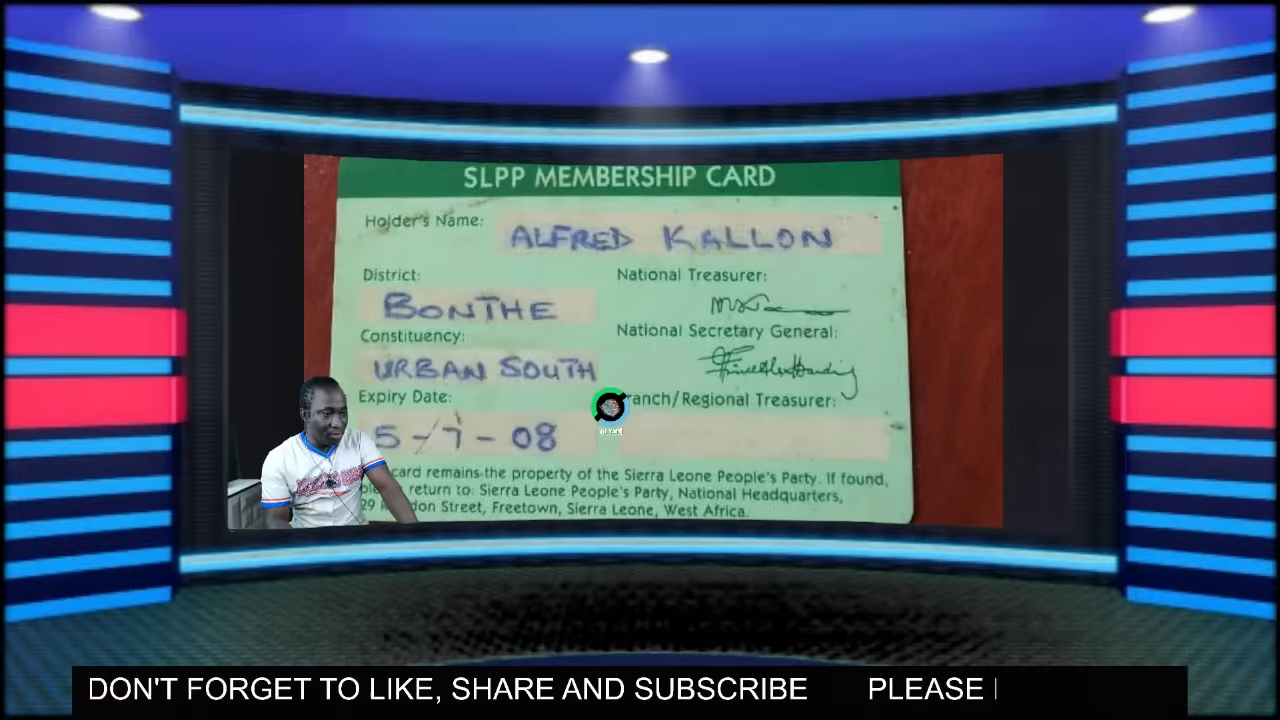 SLPP MEMBERSHIP CARD
Holder's Name: ALFRED KALLON
District: National Treasurer:
BONTHE
Constituency: National Secretary General:
URBAN SOUTH
Expiry Date: ranch/Regional Treasurer:
5-7-08
card remains the property of the Sierra Leone People's Party. If found,
return to: Sierra Leone People's Party, National Headquarters,
29 Street, Freetown, Sierra Leone, West Africa.
DON'T FORGET TO LIKE, SHARE AND SUBSCRIBE PLEASE